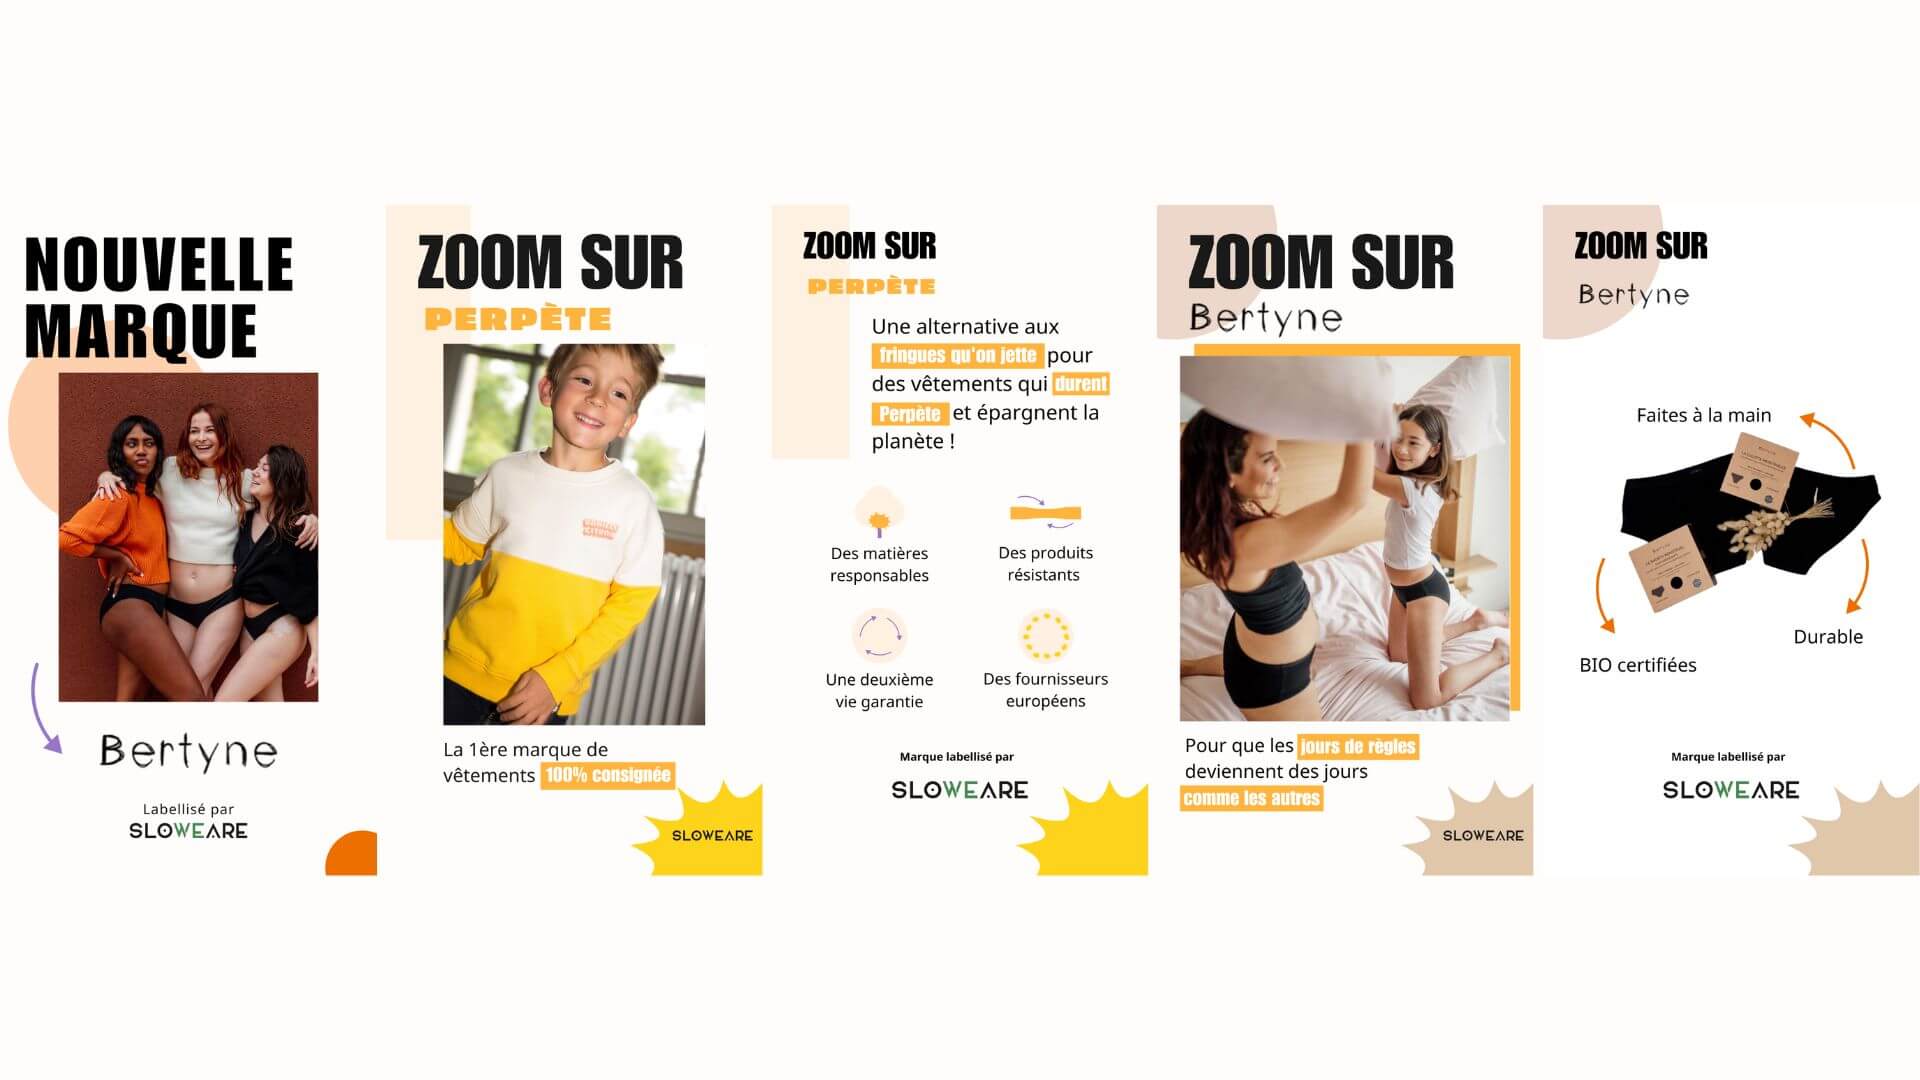 NOUVELLE
MARQUE
Bertyne
Labellisé par
SLOWEARE
ZOOM SUR
PERPÈTE
La 1ère marque de
vêtements 100% consignée
SLOWEARE
ZOOM SUR
PERPÈTE
Une alternative aux
fringues qu'on jette pour
des vêtements qui durent
Perpète et épargnent la
planète !
Des matières
responsables
Des produits
résistants
Une deuxième
vie garantie
Des fournisseurs
européens
Marque labellisé par
SLOWEARE
ZOOM SUR
Bertyne
Pour que les jours de règles
deviennent des jours
comme les autres
SLOWEARE
ZOOM SUR
Bertyne
Faites à la main
Durable
BIO certifiées
Marque labellisé par
SLOWEARE